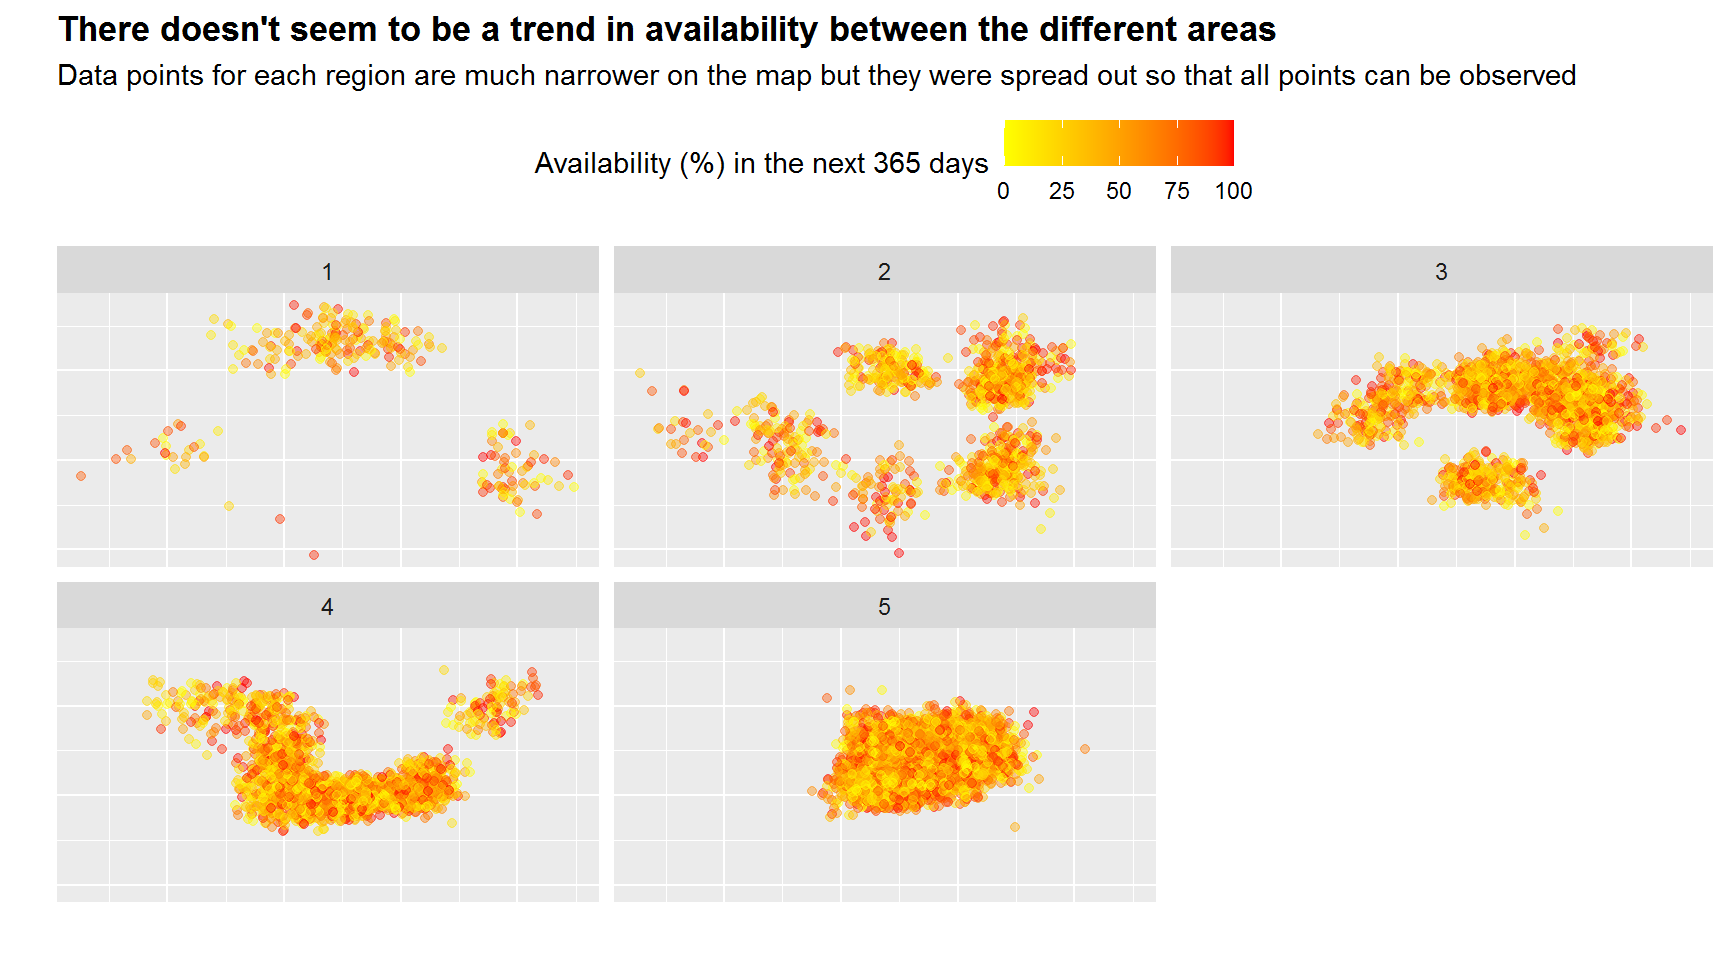 There doesn't seem to be a trend in availability between the different areas
Data points for each region are much narrower on the map but they were spread out so that all points can be observed
Availability (%) in the next 365 days
0 25 50 75 100
1 2 3
4 5